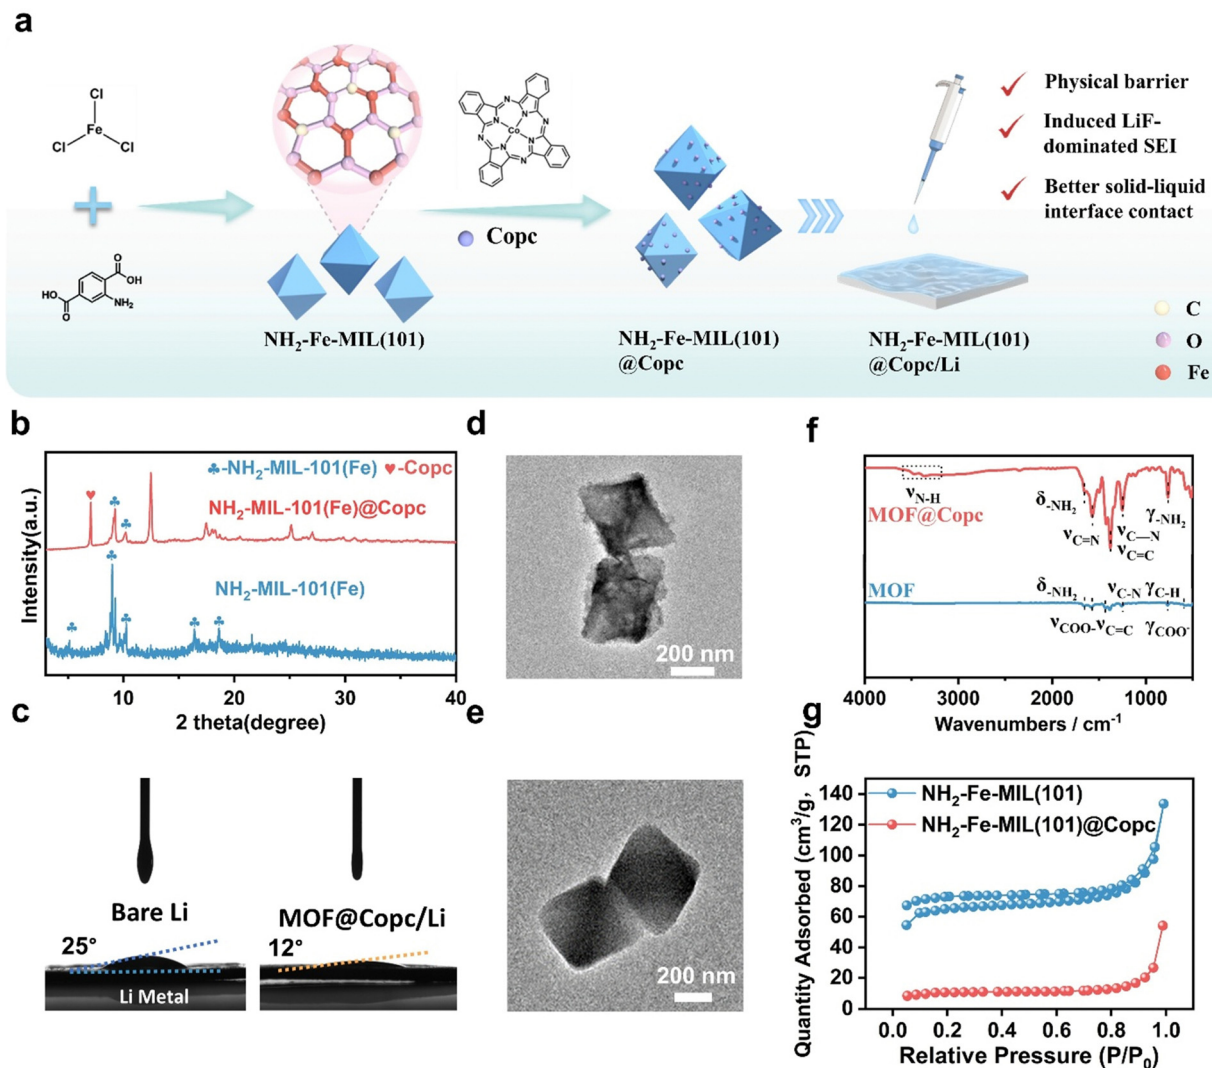 a
Cl
Fe
Cl
Cl
O
OH
HO
O
NH2
NH2-Fe-MIL(101)
N
N
N
N
Co
N
N
N
N
Copc
NH2-Fe-MIL(101)
@Copc
NH2-Fe-MIL(101)
@Copc/Li
Physical barrier
Induced LiF-
dominated SEI
Better solid-liquid
interface contact
C
O
Fe
b
♣-NH2-MIL-101(Fe) ♥-Copc
NH2-MIL-101(Fe)@Copc
NH2-MIL-101(Fe)
Intensity(a.u.)
10 20 30 40
2 theta(degree)
c
Bare Li
25°
Li Metal
MOF@Copc/Li
12°
d
200 nm
e
200 nm
f
νN-H
MOF@Copc
δ-NH2
νC=N
νC—N
νC=C
γ-NH2
MOF
δ-NH2
νC-N
γC-H
νCOO-
νC=C
γCOO-
4000 3000 2000 1000
Wavenumbers / cm-1
g
NH2-Fe-MIL(101)
NH2-Fe-MIL(101)@Copc
Quantity Adsorbed (cm3/g, STP)
140
120
100
80
60
40
20
0
0.0 0.2 0.4 0.6 0.8 1.0
Relative Pressure (P/P0)